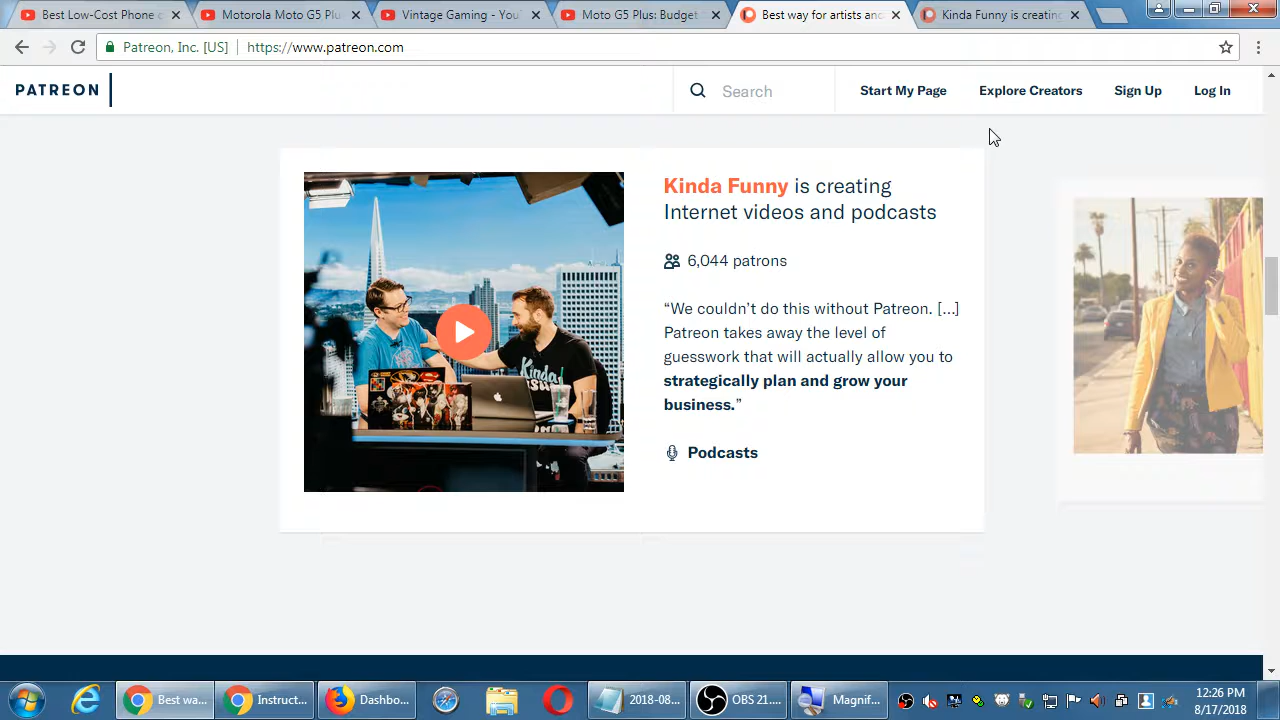 Best Low-Cost Phone c
Motorola Moto G5 Plu
Vintage Gaming - You
Moto G5 Plus: Budget
Best way for artists and
Kinda Funny is creating
Patreon, Inc. [US]
https://www.patreon.com
PATREON
Search
Start My Page
Explore Creators
Sign Up
Log In
Kinda Funny is creating
Internet videos and podcasts
6,044 patrons
“We couldn’t do this without Patreon. [...]
Patreon takes away the level of
guesswork that will actually allow you to
strategically plan and grow your
business.”
Podcasts
Best wa...
Instruct...
Dashbo...
2018-08...
OBS 21....
Magnif...
12:26 PM
8/17/2018